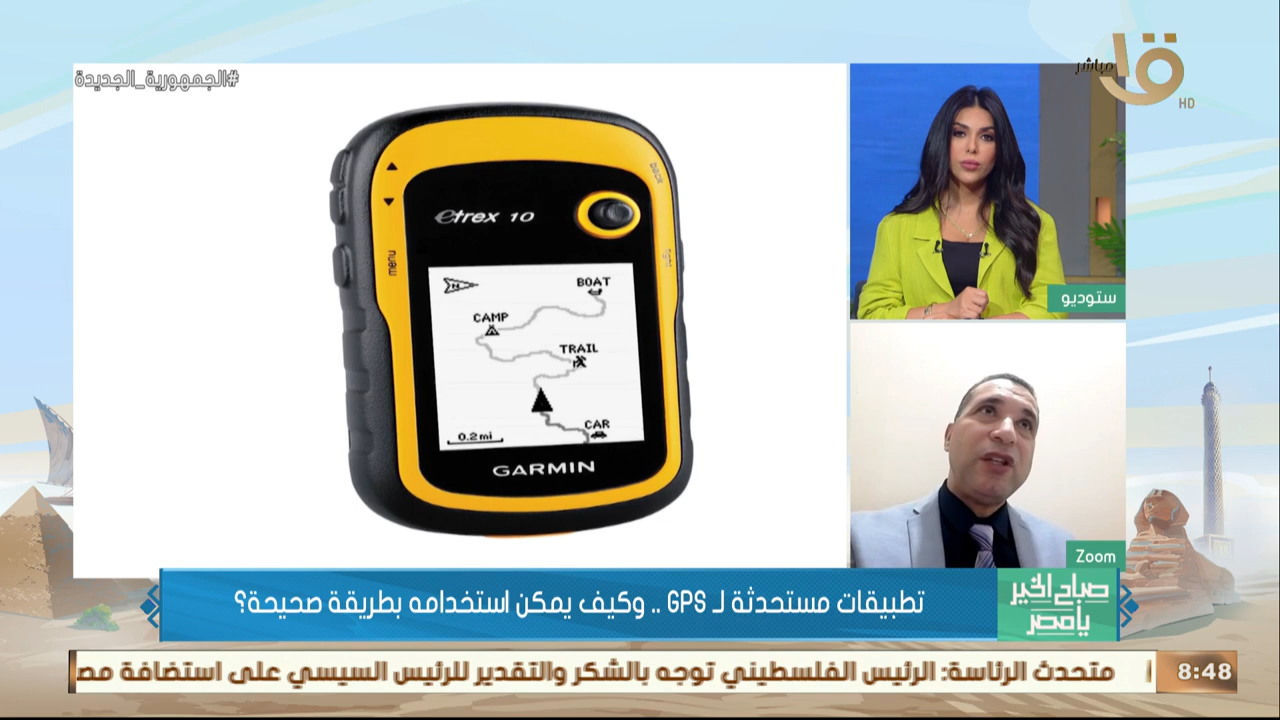 #الجمهورية_الجديدة
مباشر
HD
back
menu
etrex 10
light
N
BOAT
CAMP
TRAIL
CAR
0.2mi
GARMIN
ستوديو
Zoom
تطبيقات مستحدثة لـ GPS .. وكيف يمكن استخدامه بطريقة صحيحة؟
صباح الخير
يا مصر
متحدث الرئاسة: الرئيس الفلسطيني توجه بالشكر والتقدير للرئيس السيسي على استضافة مص
8:48